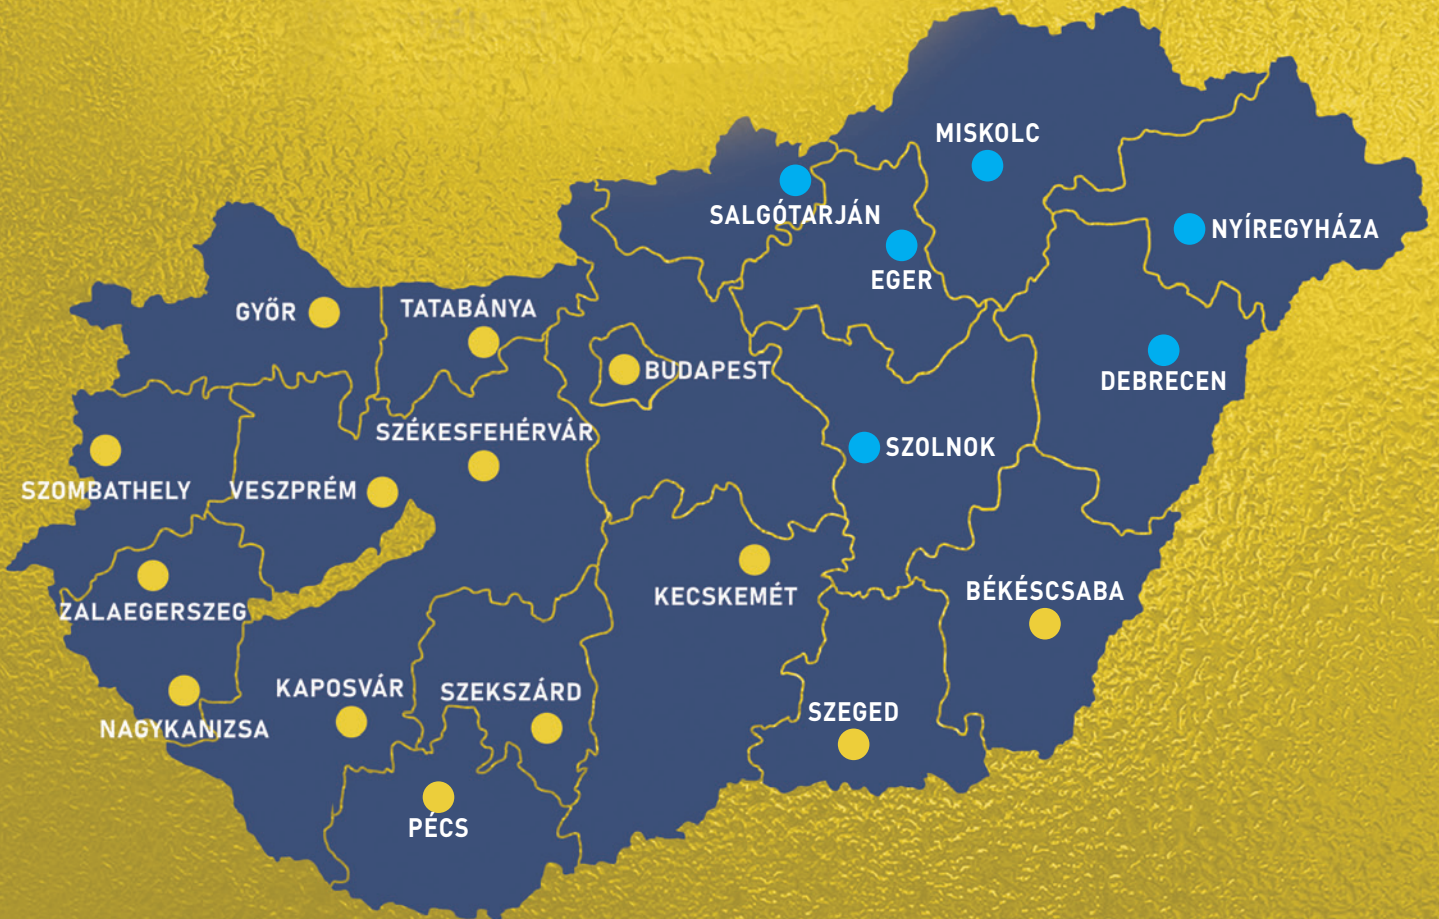 MISKOLC
SALGÓTARJÁN
NYÍREGYHÁZA
EGER
GYŐR
TATABÁNYA
BUDAPEST
DEBRECEN
SZÉKESFEHÉRVÁR
SZOLNOK
SZOMBATHELY
VESZPRÉM
KECSKEMÉT
BÉKÉSCSABA
ZALAEGERSZEG
KAPOSVÁR
SZEKSZÁRD
SZEGED
NAGYKANIZSA
PÉCS